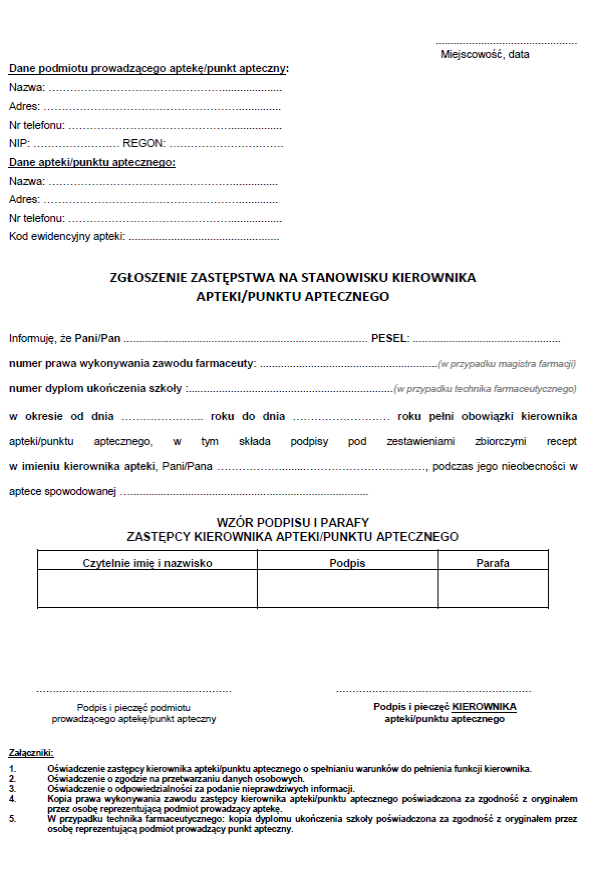 ................................................
Miejscowość, data
Dane podmiotu prowadzącego aptekę/punkt apteczny:
Nazwa: ……………………………………………......................
Adres: ………………………………………………...............
Nr telefonu: ………………………………………...................
NIP: …………………… REGON: ………………………………
Dane apteki/punktu aptecznego:
Nazwa: ……………………………………………..................
Adres: ………………………………………………..............
Nr telefonu: ………………………………………...................
Kod ewidencyjny apteki: ...................................................
ZGŁOSZENIE ZASTĘPSTWA NA STANOWISKU KIEROWNIKA
APTEKI/PUNKTU APTECZNEGO
Informuję, że Pani/Pan .................................................................................. PESEL: ..................................................
numer prawa wykonywania zawodu farmaceuty: ............................................................(w przypadku magistra farmacji)
numer dyplom ukończenia szkoły :.....................................................................(w przypadku technika farmaceutycznego)
w okresie od dnia ………………….. roku do dnia ……………………… roku pełni obowiązki kierownika
apteki/punktu aptecznego, w tym składa podpisy pod zestawieniami zbiorczymi recept
w imieniu kierownika apteki, Pani/Pana ………………........……………………………, podczas jego nieobecności w
aptece spowodowanej …................................................................................
WZÓR PODPISU I PARAFY
ZASTĘPCY KIEROWNIKA APTEKI/PUNKTU APTECZNEGO
Czytelnie imię i nazwisko Podpis Parafa
.................................................................. ..................................................................
Podpis i pieczęć podmiotu Podpis i pieczęć KIEROWNIKA
prowadzącego aptekę/punkt apteczny apteki/punktu aptecznego
Załączniki:
1. Oświadczenie zastępcy kierownika apteki/punktu aptecznego o spełnianiu warunków do pełnienia funkcji kierownika.
2. Oświadczenie o zgodzie na przetwarzaniu danych osobowych.
3. Oświadczenie o odpowiedzialności za podanie nieprawdziwych informacji.
4. Kopia prawa wykonywania zawodu zastępcy kierownika apteki/punktu aptecznego poświadczona za zgodność z oryginałem
przez osobę reprezentującą podmiot prowadzący aptekę.
5. W przypadku technika farmaceutycznego: kopia dyplomu ukończenia szkoły poświadczona za zgodność z oryginałem przez
osobę reprezentującą podmiot prowadzący punkt apteczny.